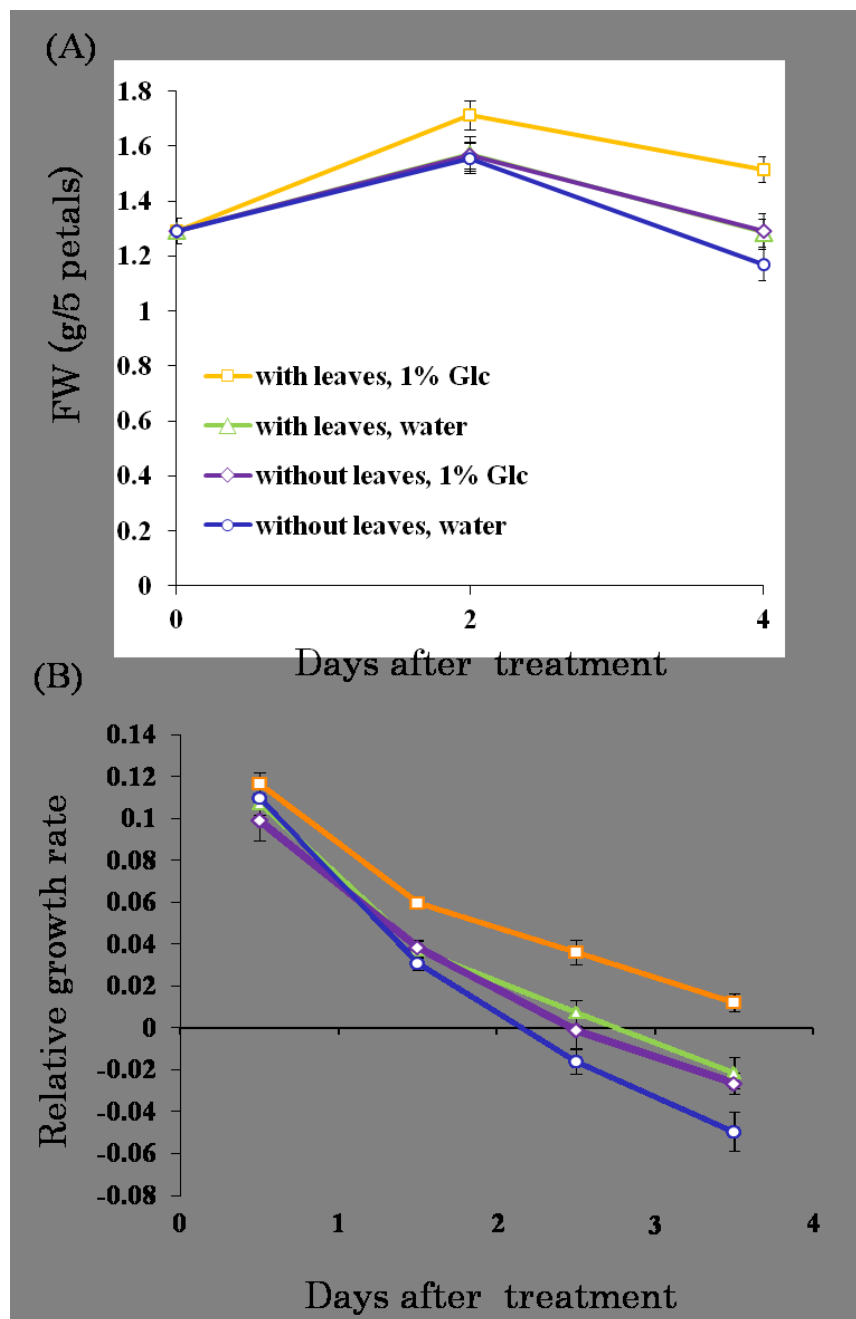 (A)
1.8
1.6
1.4
1.2
1
0.8
0.6
0.4
0.2
0
FW (g/5 petals)
with leaves, 1% Glc
with leaves, water
without leaves, 1% Glc
without leaves, water
0 2 4
Days after treatment
(B)
0.14
0.12
0.1
0.08
0.06
0.04
0.02
0
-0.02
-0.04
-0.06
-0.08
Relative growth rate
0 1 2 3 4
Days after treatment